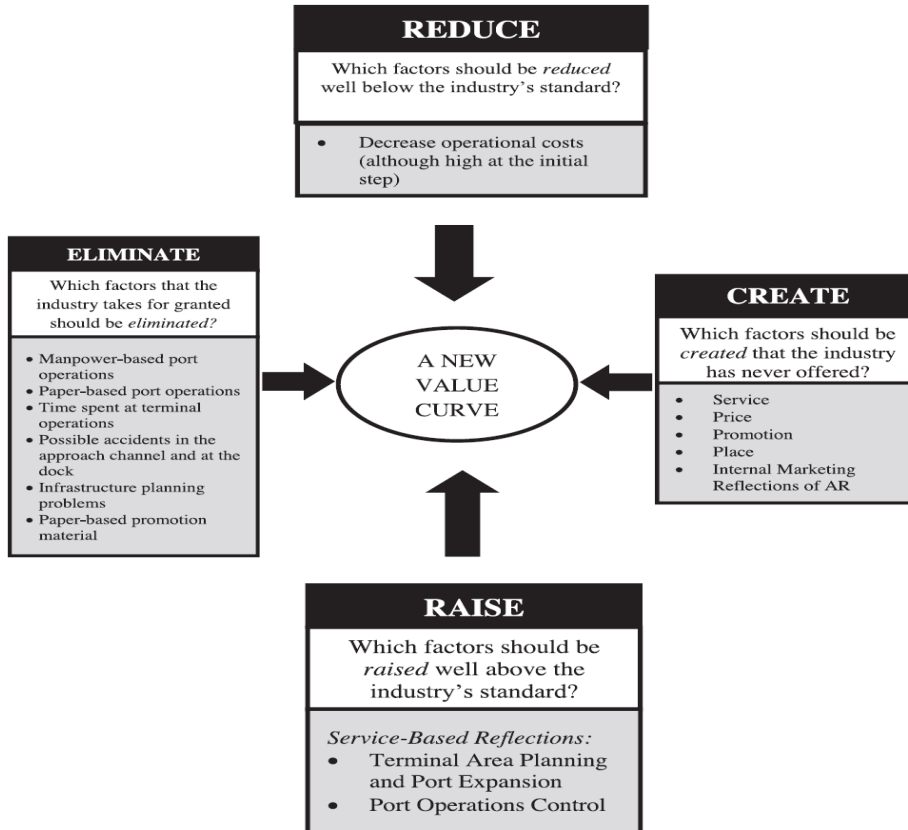 REDUCE
Which factors should be reduced
well below the industry's standard?
• Decrease operational costs
(although high at the initial
step)
ELIMINATE
Which factors that the
industry takes for granted
should be eliminated?
• Manpower-based port
operations
• Paper-based port operations
• Time spent at terminal
operations
• Possible accidents in the
approach channel and at the
dock
• Infrastructure planning
problems
• Paper-based promotion
material
A NEW
VALUE
CURVE
CREATE
Which factors should be
created that the industry
has never offered?
• Service
• Price
• Promotion
• Place
• Internal Marketing
Reflections of AR
RAISE
Which factors should be
raised well above the
industry's standard?
Service-Based Reflections:
• Terminal Area Planning
and Port Expansion
• Port Operations Control